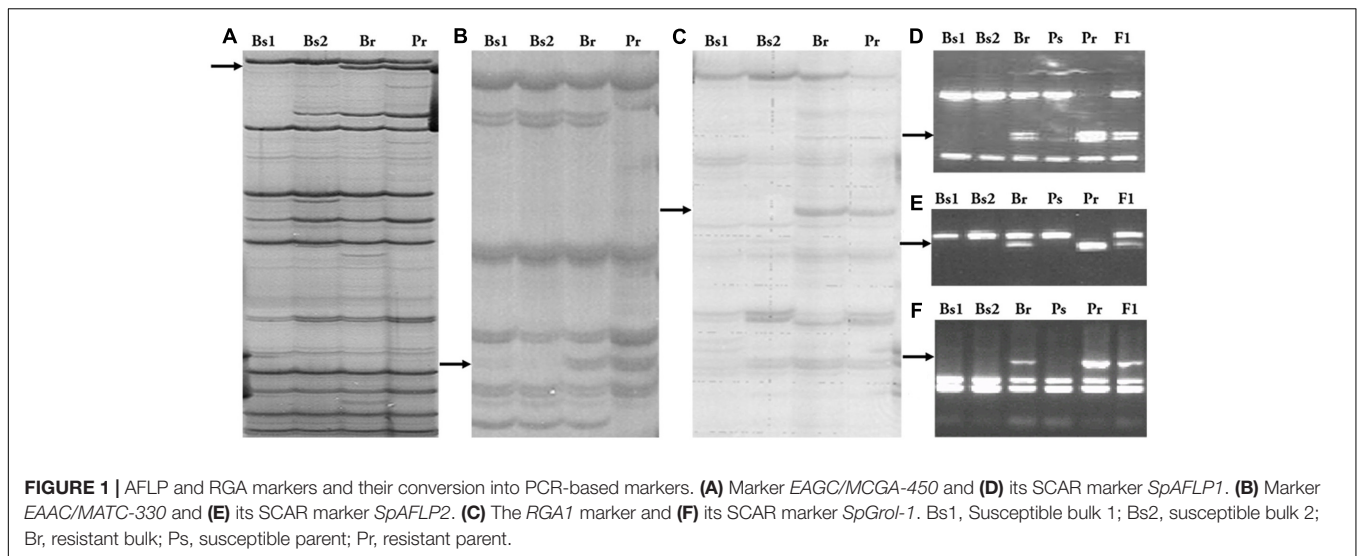 A Bs1 Bs2 Br Pr
B Bs1 Bs2 Br Pr
C Bs1 Bs2 Br Pr
D Bs1 Bs2 Br Ps Pr F1
E Bs1 Bs2 Br Ps Pr F1
F Bs1 Bs2 Br Ps Pr F1
FIGURE 1 | AFLP and RGA markers and their conversion into PCR-based markers. (A) Marker EAGC/MCGA-450 and (D) its SCAR marker SpAFLP1. (B) Marker
EAAC/MATC-330 and (E) its SCAR marker SpAFLP2. (C) The RGA1 marker and (F) its SCAR marker SpGrol-1. Bs1, Susceptible bulk 1; Bs2, susceptible bulk 2;
Br, resistant bulk; Ps, susceptible parent; Pr, resistant parent.